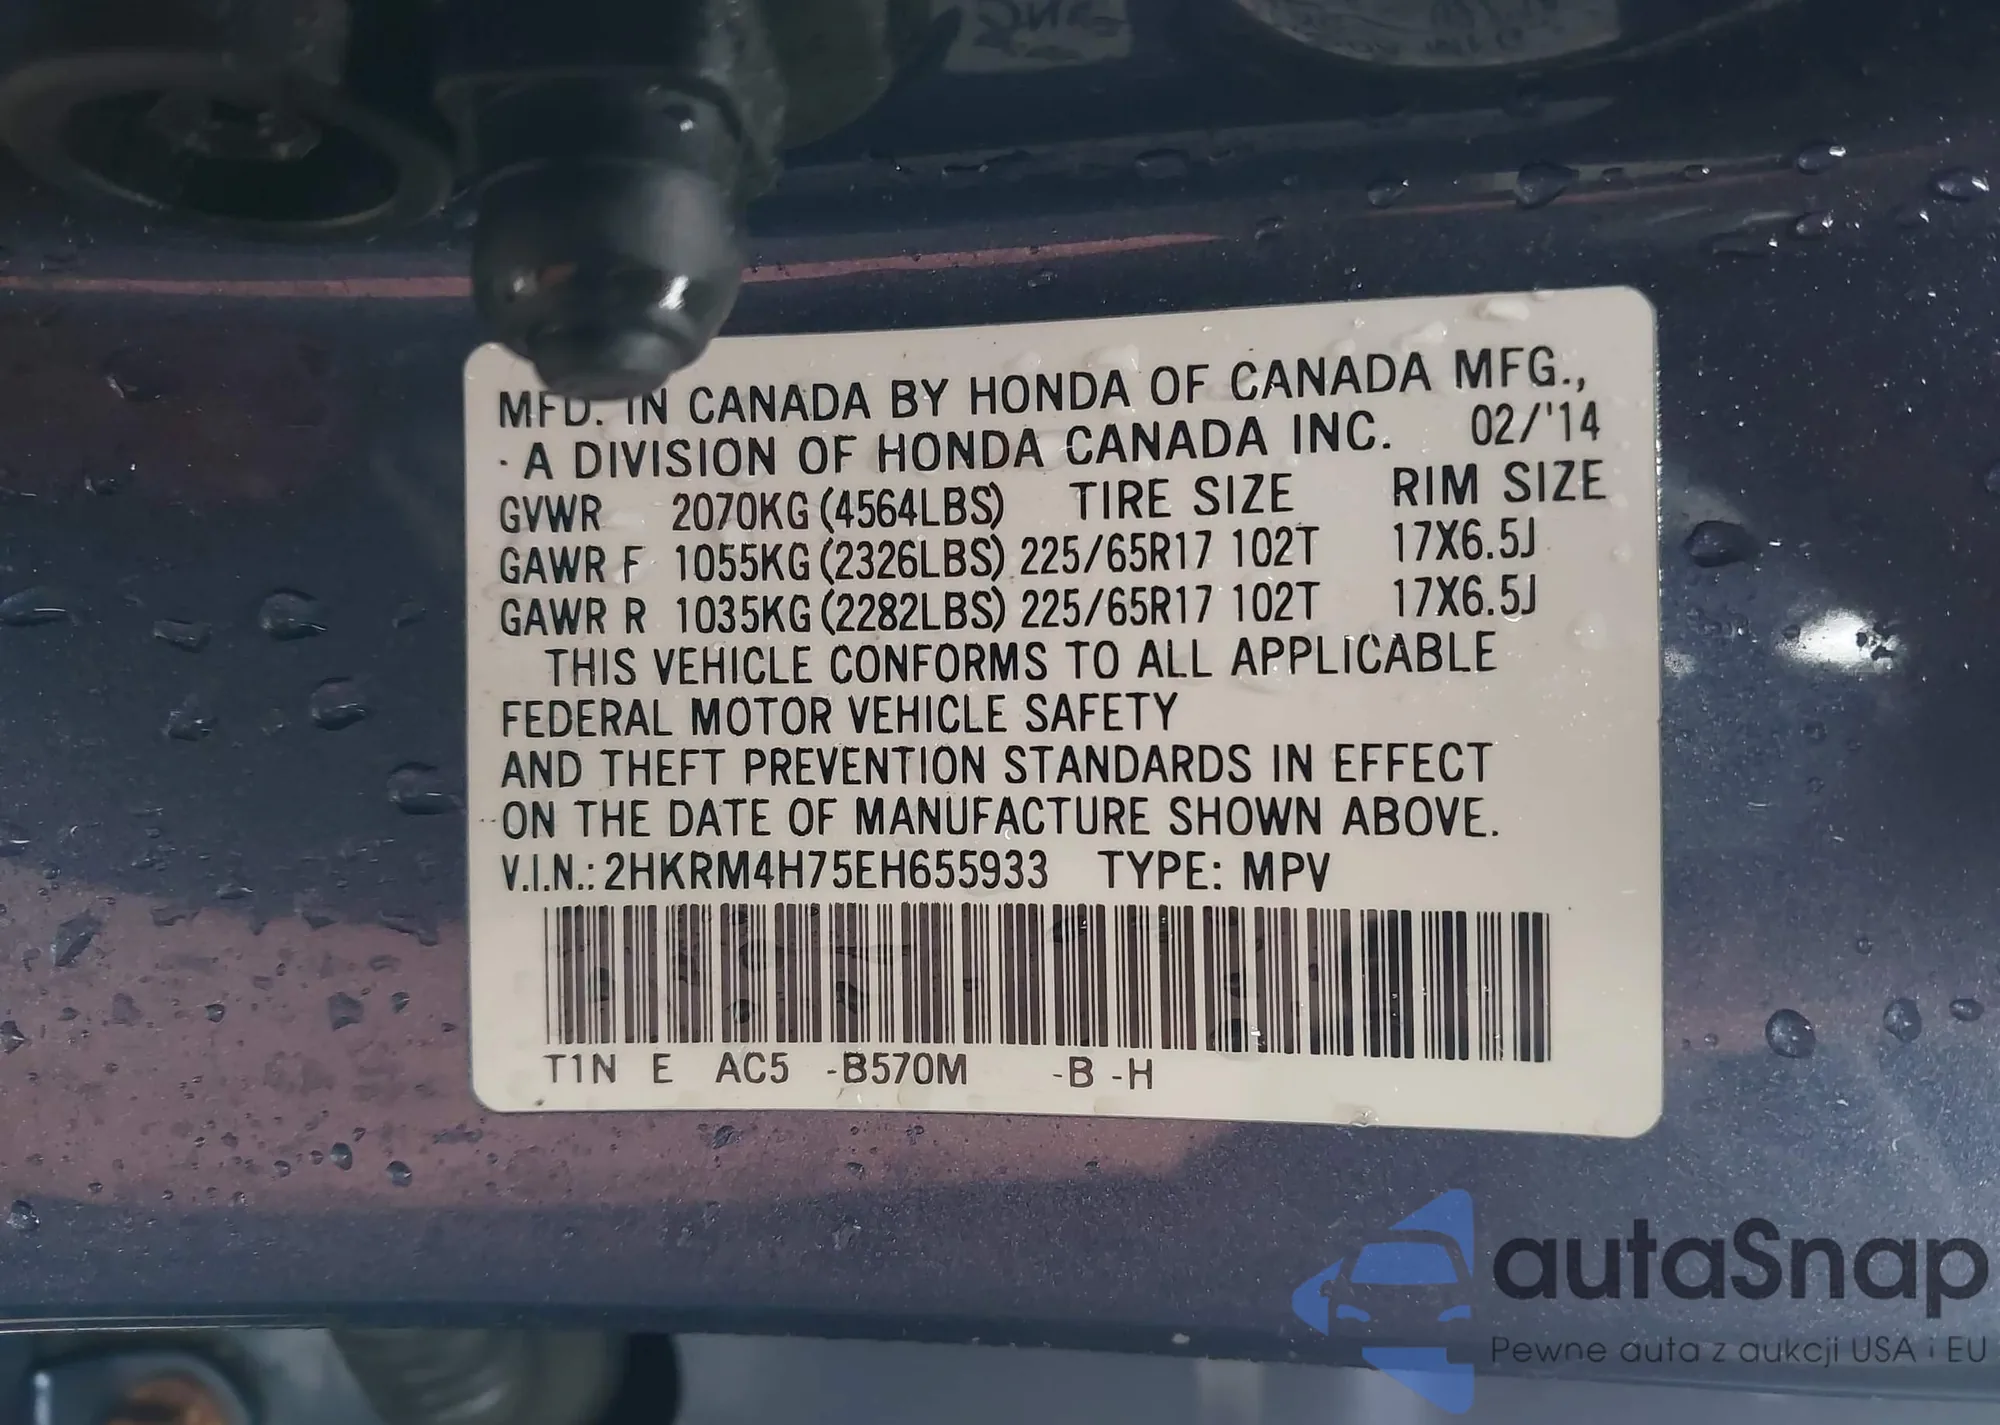 MFD. IN CANADA BY HONDA OF CANADA MFG.,
A DIVISION OF HONDA CANADA INC. 02/'14
GVWR 2070KG (4564LBS) TIRE SIZE RIM SIZE
GAWR F 1055KG (2326LBS) 225/65R17 102T 17X6.5J
GAWR R 1035KG (2282LBS) 225/65R17 102T 17X6.5J
THIS VEHICLE CONFORMS TO ALL APPLICABLE
FEDERAL MOTOR VEHICLE SAFETY
AND THEFT PREVENTION STANDARDS IN EFFECT
ON THE DATE OF MANUFACTURE SHOWN ABOVE.
V.I.N.: 2HKRM4H75EH655933 TYPE: MPV
T1N E AC5 -B570M -B -H
autaSnap
Pewne auta z aukcji USA i EU